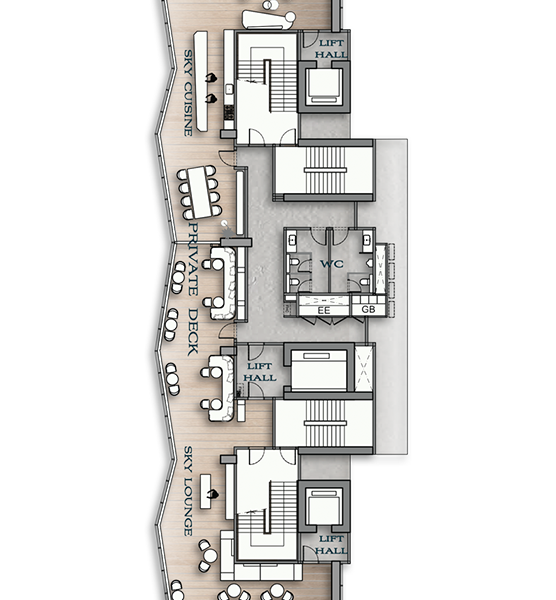 LIFT
HALL
SKY CUISINE
PRIVATE DECK
WC
EE
GB
LIFT
HALL
SKY LOUNGE
LIFT
HALL